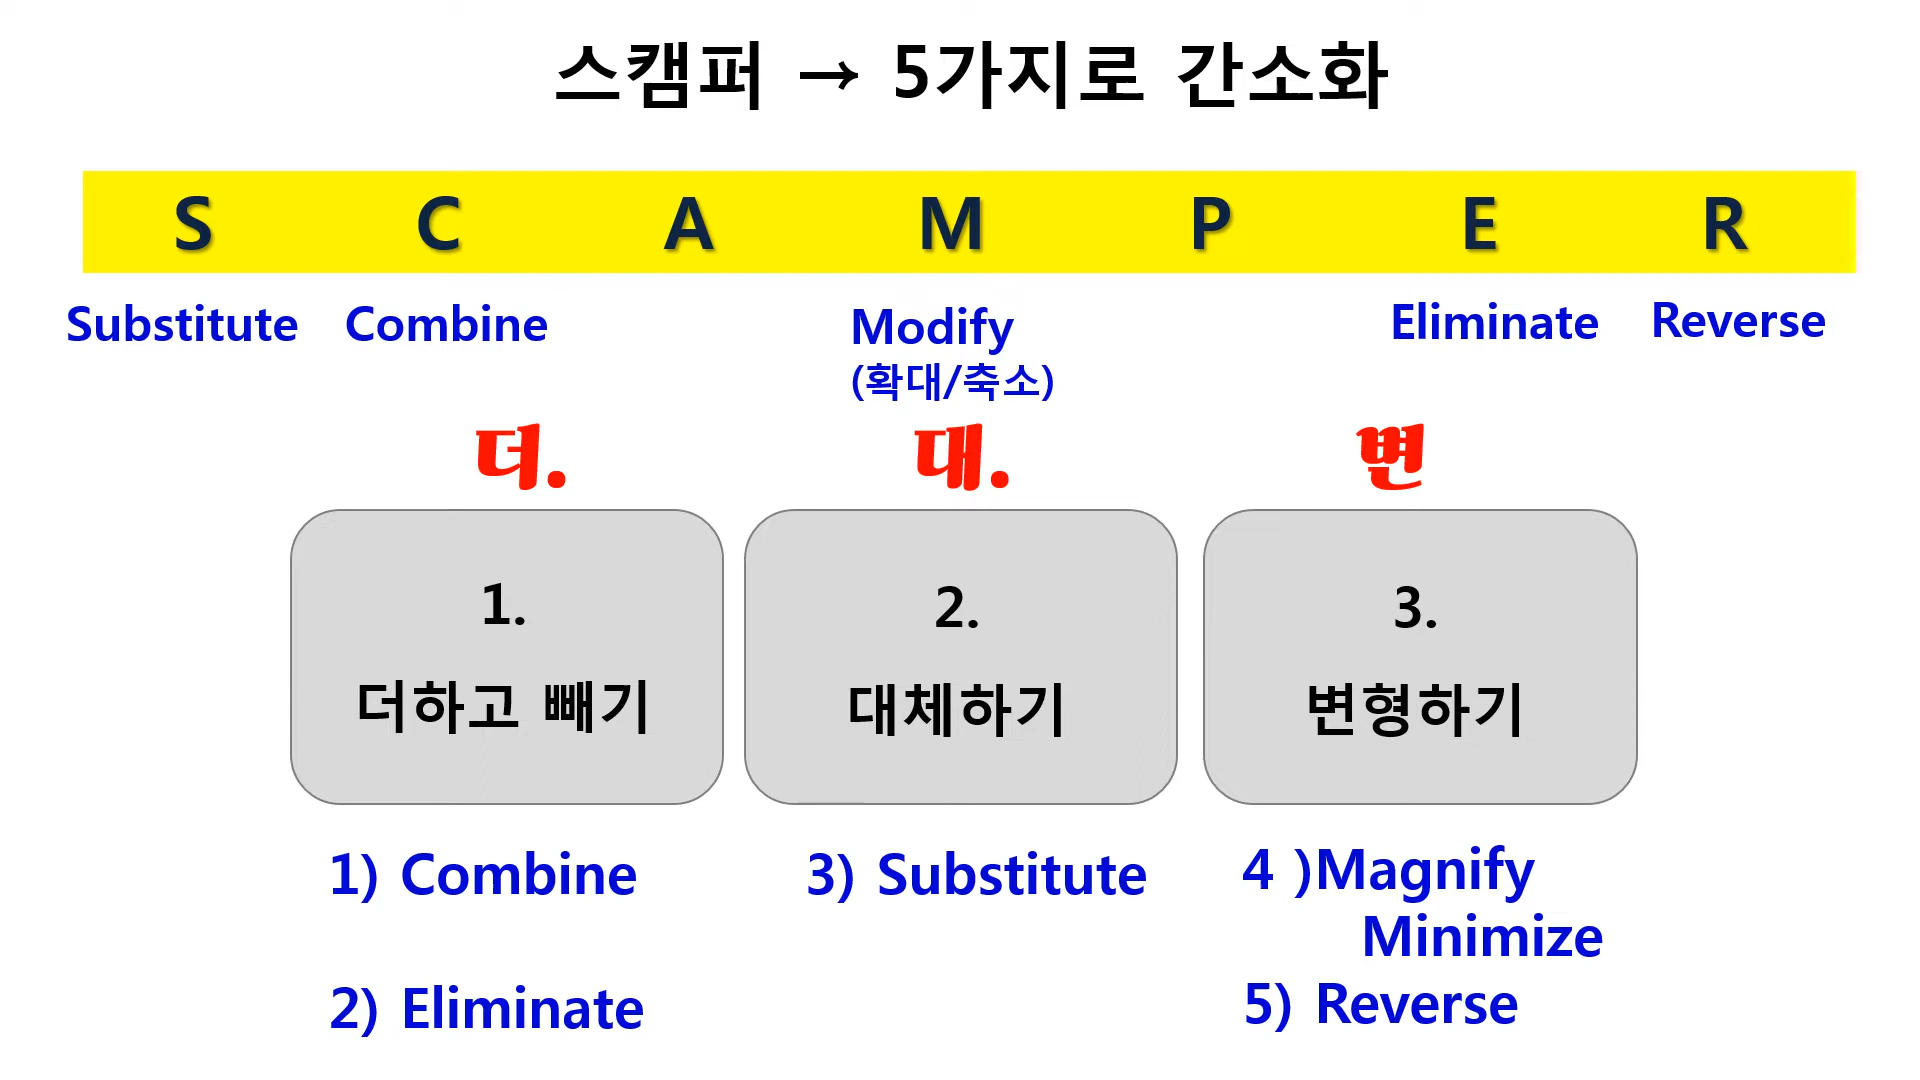 스캠퍼 → 5가지로 간소화
S C A M P E R
Substitute Combine Modify Eliminate Reverse
(확대/축소)
더. 대. 변
1. 2. 3.
더하고 빼기 대체하기 변형하기
1) Combine 3) Substitute 4 )Magnify
Minimize
2) Eliminate 5) Reverse